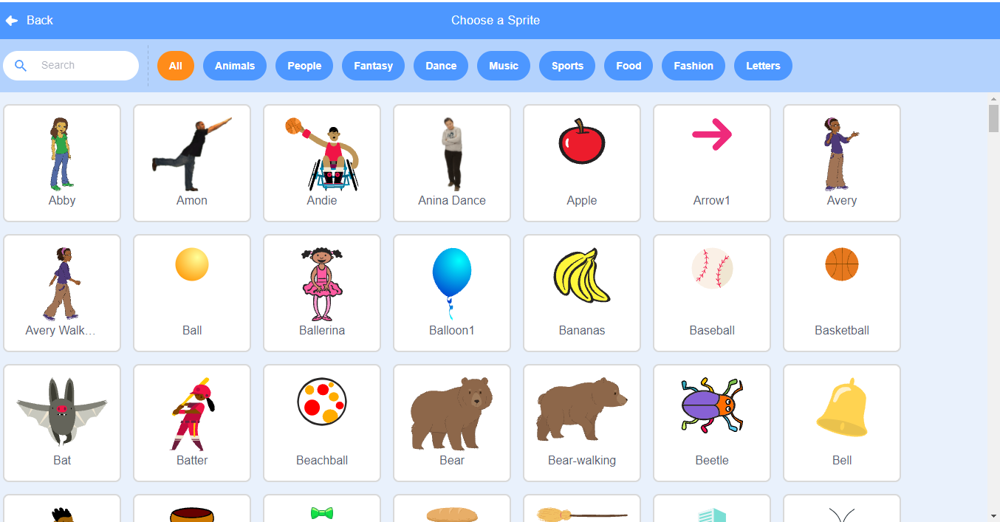 Back
Choose a Sprite
Search
All
Animals
People
Fantasy
Dance
Music
Sports
Food
Fashion
Letters
Abby
Amon
Andie
Anina Dance
Apple
Arrow1
Avery
Avery Walk...
Ball
Ballerina
Balloon1
Bananas
Baseball
Basketball
Bat
Batter
Beachball
Bear
Bear-walking
Beetle
Bell